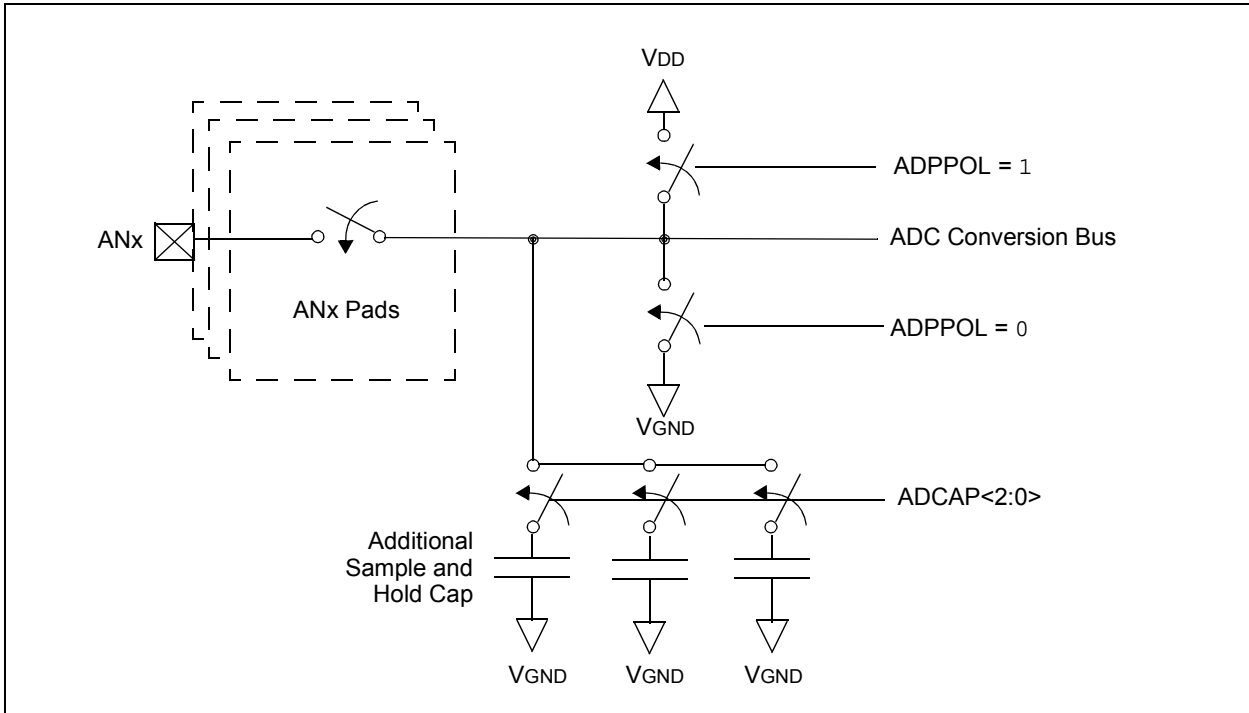 VDD
ADPPOL = 1
ANx
ADC Conversion Bus
ANx Pads
ADPPOL = 0
VGND
ADCAP<2:0>
Additional
Sample and
Hold Cap
VGND
VGND
VGND